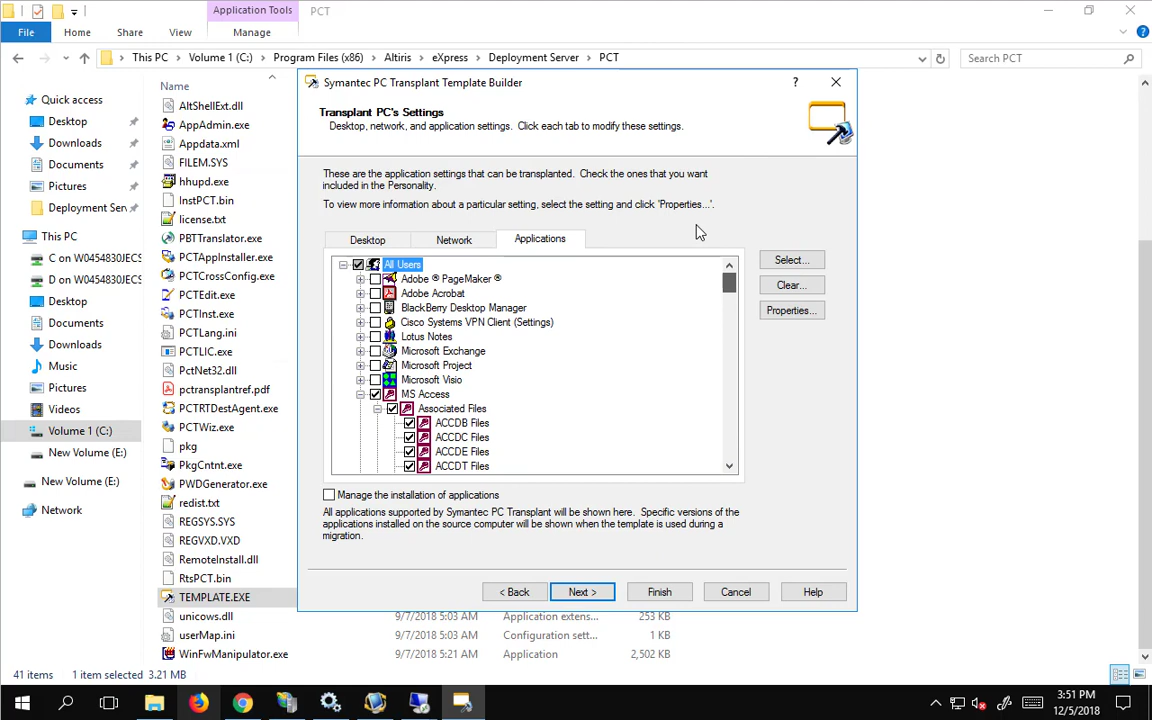 Application Tools
PCT
File
Home
Share
View
Manage
This PC > Volume 1 (C:) > Program Files (x86) > Altiris > eXpress > Deployment Server > PCT
Search PCT
Quick access
Desktop
Downloads
Documents
Pictures
Deployment Serv
This PC
C on W0454830JECS
D on W0454830JECS
Desktop
Documents
Downloads
Music
Pictures
Videos
Volume 1 (C:)
New Volume (E:)
New Volume (E:)
Network
Name
AltShellExt.dll
AppAdmin.exe
Appdata.xml
FILEM.SYS
hhupd.exe
InstPCT.bin
license.txt
PBTTranslator.exe
PCTAppInstaller.exe
PCTCrossConfig.exe
PCTEdit.exe
PCTInst.exe
PCTLang.ini
PCTLIC.exe
PctNet32.dll
pctransplantref.pdf
PCTRTDestAgent.exe
PCTWiz.exe
pkg
PkgCntnt.exe
PWDGenerator.exe
redist.txt
REGSYS.SYS
REGVXD.VXD
RemoteInstall.dll
RtsPCT.bin
TEMPLATE.EXE
unicows.dll 9/7/2018 5:03 AM Application extens... 253 KB
userMap.ini 9/7/2018 5:03 AM Configuration sett... 1 KB
WinFwManipulator.exe 9/7/2018 5:21 AM Application 2,502 KB
Symantec PC Transplant Template Builder
?
Transplant PC's Settings
Desktop, network, and application settings. Click each tab to modify these settings.
These are the application settings that can be transplanted. Check the ones that you want
included in the Personality.
To view more information about a particular setting, select the setting and click 'Properties...'.
Desktop
Network
Applications
All Users
Adobe ® PageMaker ®
Adobe Acrobat
BlackBerry Desktop Manager
Cisco Systems VPN Client (Settings)
Lotus Notes
Microsoft Exchange
Microsoft Project
Microsoft Visio
MS Access
Associated Files
ACCDB Files
ACCDC Files
ACCDE Files
ACCDT Files
Select...
Clear...
Properties...
Manage the installation of applications
All applications supported by Symantec PC Transplant will be shown here. Specific versions of the
applications installed on the source computer will be shown when the template is used during a
migration.
< Back
Next >
Finish
Cancel
Help
41 items 1 item selected 3.21 MB
3:51 PM
12/5/2018